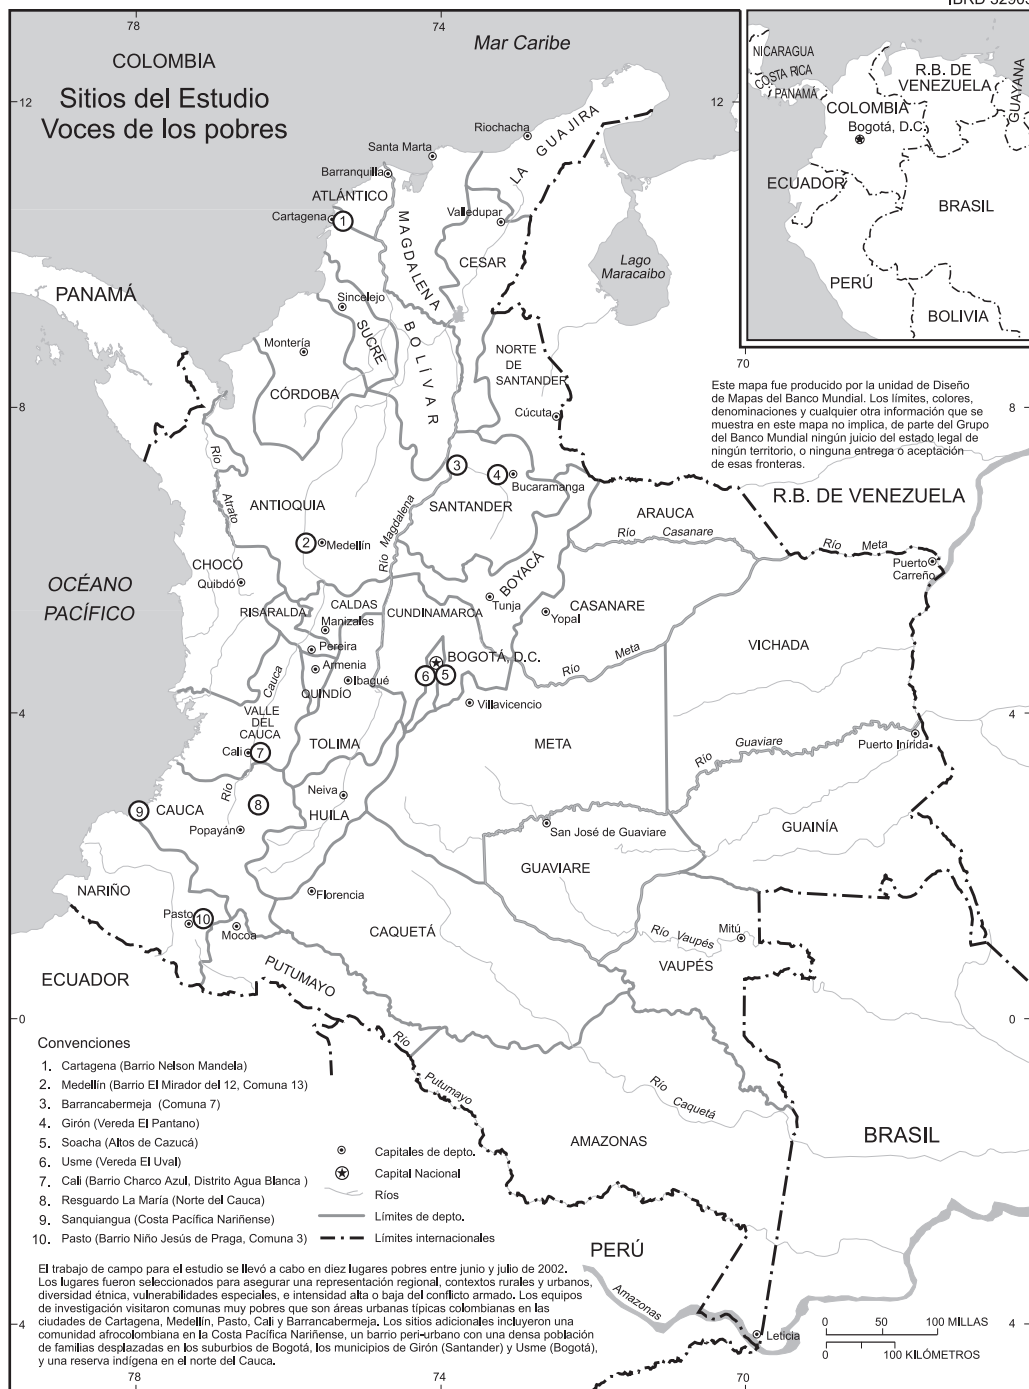 IBRD 32905
78
74
Mar Caribe
COLOMBIA
Sitios del Estudio
Voces de los pobres
12
12
NICARAGUA
COSTA RICA
PANAMÁ
R.B. DE
VENEZUELA
GUAYANA
COLOMBIA
Bogotá, D.C.
ECUADOR
BRASIL
PERÚ
BOLIVIA
70
Riochacha
LA GUAJIRA
Santa Marta
Barranquilla
ATLÁNTICO
Cartagena
1
MAGDALENA
Valledupar
CESAR
Lago
Maracaibo
PANAMÁ
Sincelejo
SUCRE
BOLÍVAR
Montería
CÓRDOBA
NORTE
DE
SANTANDER
Cúcuta
8
8
Este mapa fue producido por la unidad de Diseño
de Mapas del Banco Mundial. Los límites, colores,
denominaciones y cualquier otra información que se
muestra en este mapa no implica, de parte del Grupo
del Banco Mundial ningún juicio del estado legal de
ningún territorio, o ninguna entrega o aceptación
de esas fronteras.
Río
Atrato
3
4
Bucaramanga
ANTIOQUIA
SANTANDER
R.B. DE VENEZUELA
ARAUCA
Río Casanare
Río Magdalena
2
Medellín
Río Meta
Puerto
Carreño
CHOCÓ
Quibdó
BOYACÁ
OCÉANO
PACÍFICO
RISARALDA
CALDAS
Manizales
CUNDINAMARCA
Tunja
CASANARE
Yopal
Pereira
Armenia
BOGOTÁ, D.C.
6
5
VICHADA
Río Meta
Cauca
QUINDÍO
Ibagué
Villavicencio
4
4
VALLE
DEL
CAUCA
TOLIMA
META
Cali
7
Río Guaviare
Puerto Inírida
Neiva
Río
9
CAUCA
8
HUILA
Popayán
San José de Guaviare
GUAINÍA
GUAVIARE
NARIÑO
Florencia
Pasto
10
Mocoa
CAQUETÁ
Mitú
Río Vaupés
VAUPÉS
ECUADOR
PUTUMAYO
0
0
Río
Putumayo
Río
Caquetá
Convenciones
1. Cartagena (Barrio Nelson Mandela)
2. Medellín (Barrio El Mirador del 12, Comuna 13)
3. Barrancabermeja (Comuna 7)
4. Girón (Vereda El Pantano)
5. Soacha (Altos de Cazucá)
6. Usme (Vereda El Uval)
7. Cali (Barrio Charco Azul, Distrito Agua Blanca )
8. Resguardo La María (Norte del Cauca)
9. Sanquiangua (Costa Pacífica Nariñense)
10. Pasto (Barrio Niño Jesús de Praga, Comuna 3)
Capitales de depto.
Capital Nacional
Ríos
Límites de depto.
Límites internacionales
AMAZONAS
BRASIL
PERÚ
Amazonas
Leticia
El trabajo de campo para el estudio se llevó a cabo en diez lugares pobres entre junio y julio de 2002.
Los lugares fueron seleccionados para asegurar una representación regional, contextos rurales y urbanos,
diversidad étnica, vulnerabilidades especiales, e intensidad alta o baja del conflicto armado. Los equipos
de investigación visitaron comunas muy pobres que son áreas urbanas típicas colombianas en las
ciudades de Cartagena, Medellín, Pasto, Cali y Barrancabermeja. Los sitios adicionales incluyeron una
comunidad afrocolombiana en la Costa Pacífica Nariñense, un barrio peri-urbano con una densa población
de familias desplazadas en los suburbios de Bogotá, los municipios de Girón (Santander) y Usme (Bogotá),
y una reserva indígena en el norte del Cauca.
0 50 100 MILLAS
0 100 KILÓMETROS
4
4
78
74
70